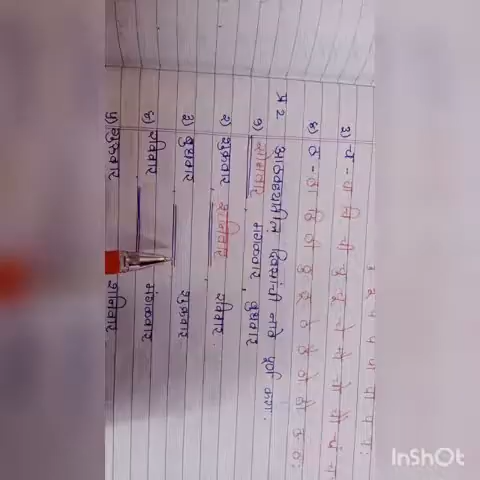 ३) व - वा वि वी वु वू वे वै वो वौ वं व
४) ठ - ठा ठि ठी ठु ठू ठे ठै ठो ठौ ठं ठ:
प्र २ आठवड्यातील दिवसांची नावे पूर्ण करा.
१) सोमवार मंगळवार, बुधवार
२) शुक्रवार शनिवार रविवार.
३) बुधवार शुक्रवार
४) रविवार मंगळवार
५) शुक्रवार शनिवार
InShOt